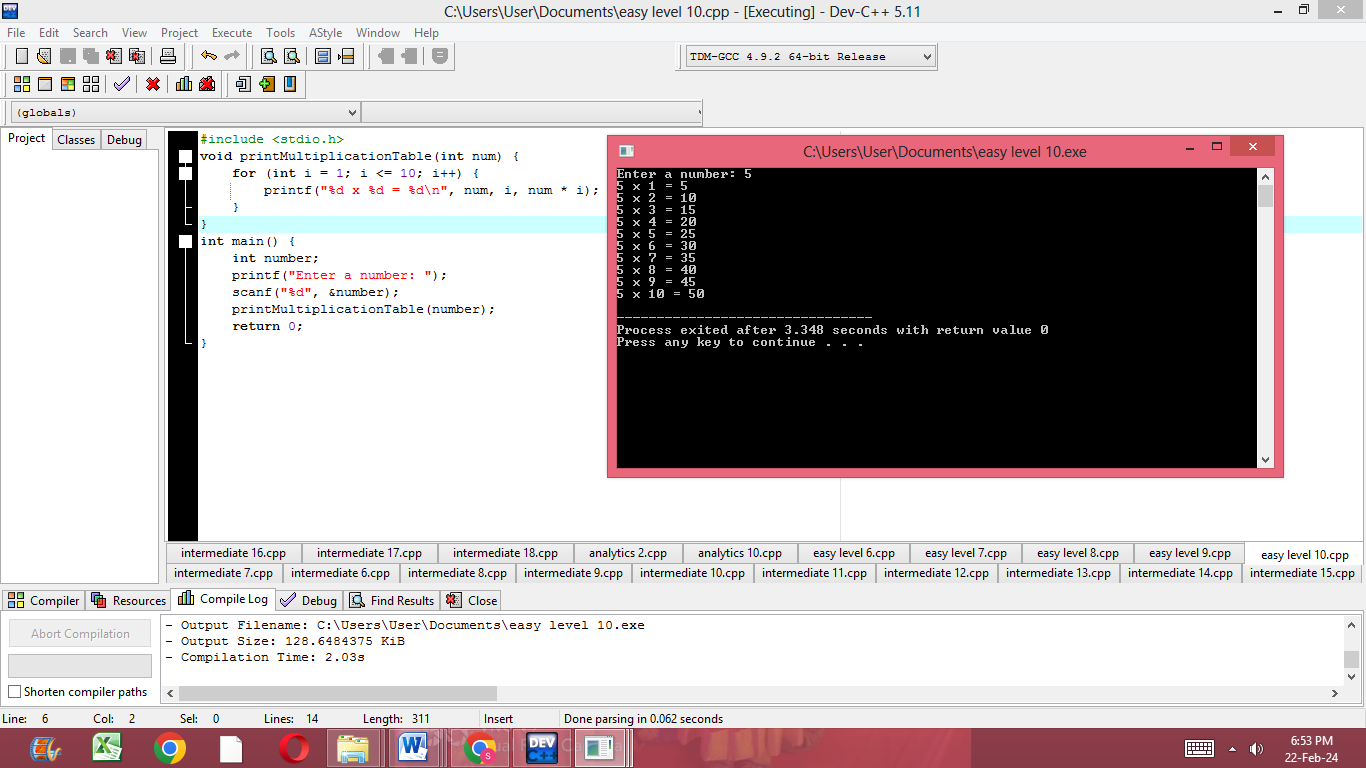 C:\Users\User\Documents\easy level 10.cpp - [Executing] - Dev-C++ 5.11
File Edit Search View Project Execute Tools AStyle Window Help
TDM-GCC 4.9.2 64-bit Release
(globals)
Project Classes Debug
#include <stdio.h>
void printMultiplicationTable(int num) {
    for (int i = 1; i <= 10; i++) {
        printf("%d x %d = %d\n", num, i, num * i);
    }
}
int main() {
    int number;
    printf("Enter a number: ");
    scanf("%d", &number);
    printMultiplicationTable(number);
    return 0;
}
C:\Users\User\Documents\easy level 10.exe
Enter a number: 5
5 x 1 = 5
5 x 2 = 10
5 x 3 = 15
5 x 4 = 20
5 x 5 = 25
5 x 6 = 30
5 x 7 = 35
5 x 8 = 40
5 x 9 = 45
5 x 10 = 50
--------------------------------
Process exited after 3.348 seconds with return value 0
Press any key to continue . . .
intermediate 16.cpp intermediate 17.cpp intermediate 18.cpp analytics 2.cpp analytics 10.cpp easy level 6.cpp easy level 7.cpp easy level 8.cpp easy level 9.cpp easy level 10.cpp
intermediate 7.cpp intermediate 6.cpp intermediate 8.cpp intermediate 9.cpp intermediate 10.cpp intermediate 11.cpp intermediate 12.cpp intermediate 13.cpp intermediate 14.cpp intermediate 15.cpp
Compiler Resources Compile Log Debug Find Results Close
Abort Compilation
Shorten compiler paths
- Output Filename: C:\Users\User\Documents\easy level 10.exe
- Output Size: 128.6484375 KiB
- Compilation Time: 2.03s
Line: 6 Col: 2 Sel: 0 Lines: 14 Length: 311 Insert Done parsing in 0.062 seconds
DEV C++
6:53 PM
22-Feb-24